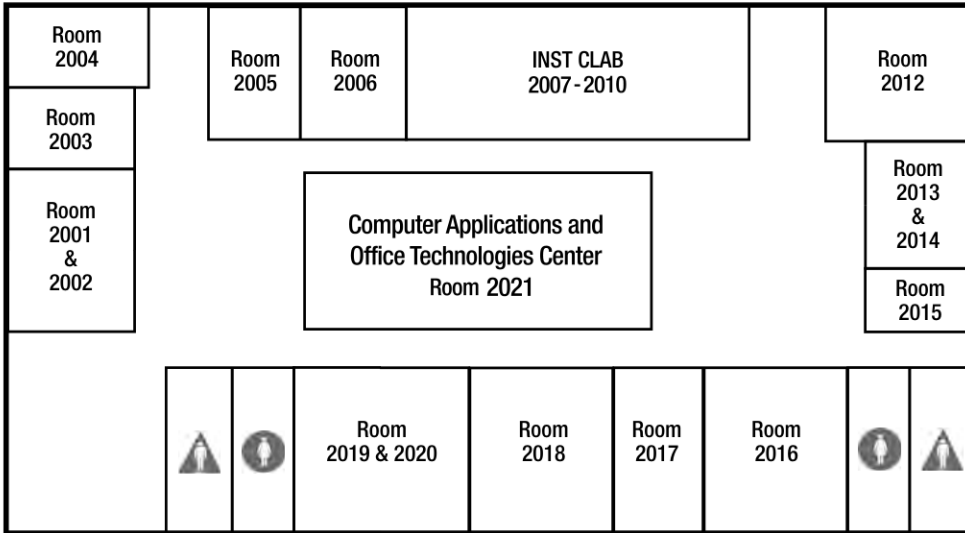 Room
2004
Room
2005
Room
2006
INST CLAB
2007-2010
Room
2012
Room
2003
Room
2001
&
2002
Computer Applications and
Office Technologies Center
Room 2021
Room
2013
&
2014
Room
2015
Room
2019 & 2020
Room
2018
Room
2017
Room
2016